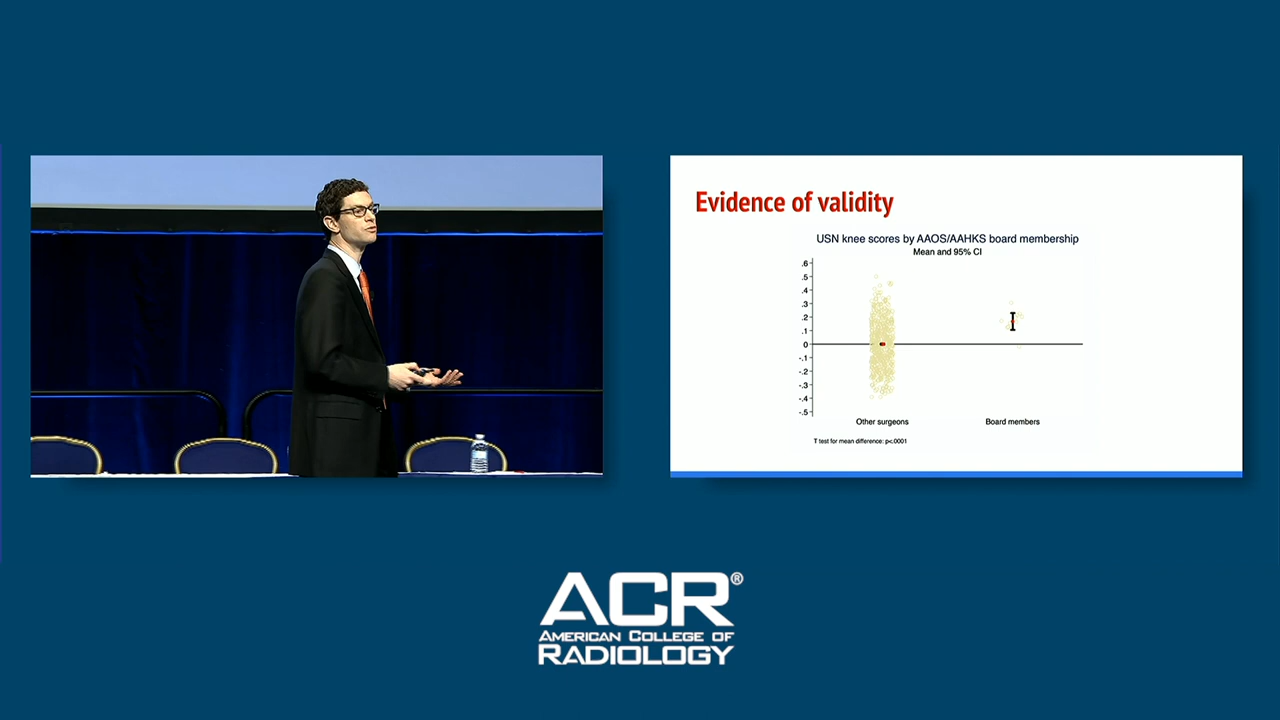 Evidence of validity
USN knee scores by AAOS/AAHKS board membership
Mean and 95% CI
.6
.5
.4
.3
.2
.1
0
-.1
-.2
-.3
-.4
-.5
Other surgeons
Board members
T test for mean difference: p<.0001
ACR®
AMERICAN COLLEGE OF
RADIOLOGY